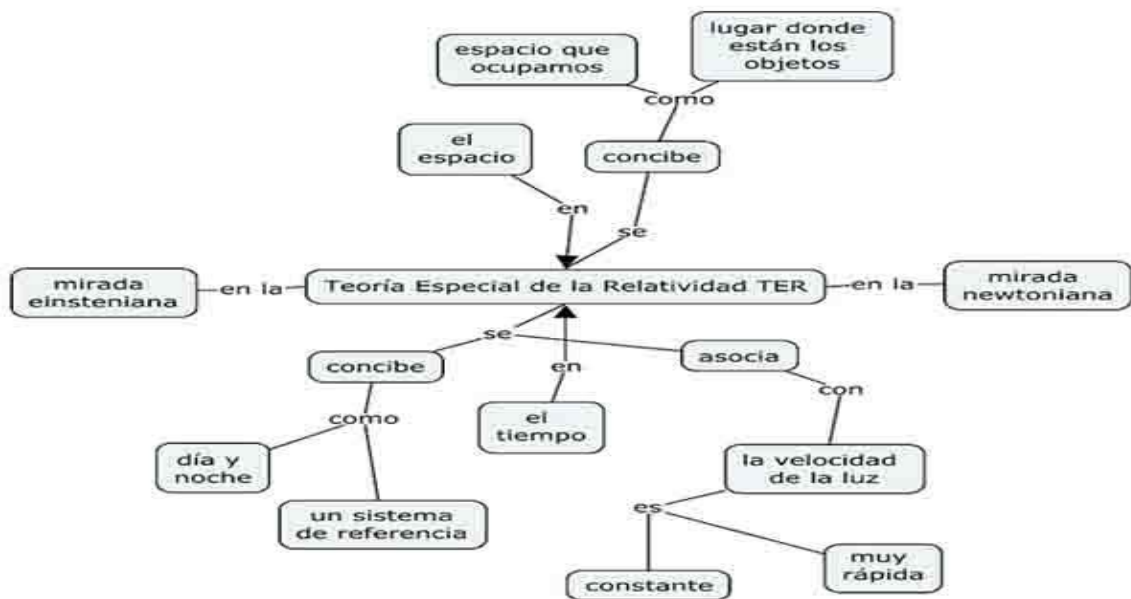 espacio que
ocupamos
lugar donde
están los
objetos
como
el
espacio
concibe
en
se
mirada
einsteniana
en la
Teoría Especial de la Relatividad TER
en la
mirada
newtoniana
se
concibe
en
asocia
como
el
tiempo
con
día y
noche
un sistema
de referencia
la velocidad
de la luz
es
constante
muy
rápida